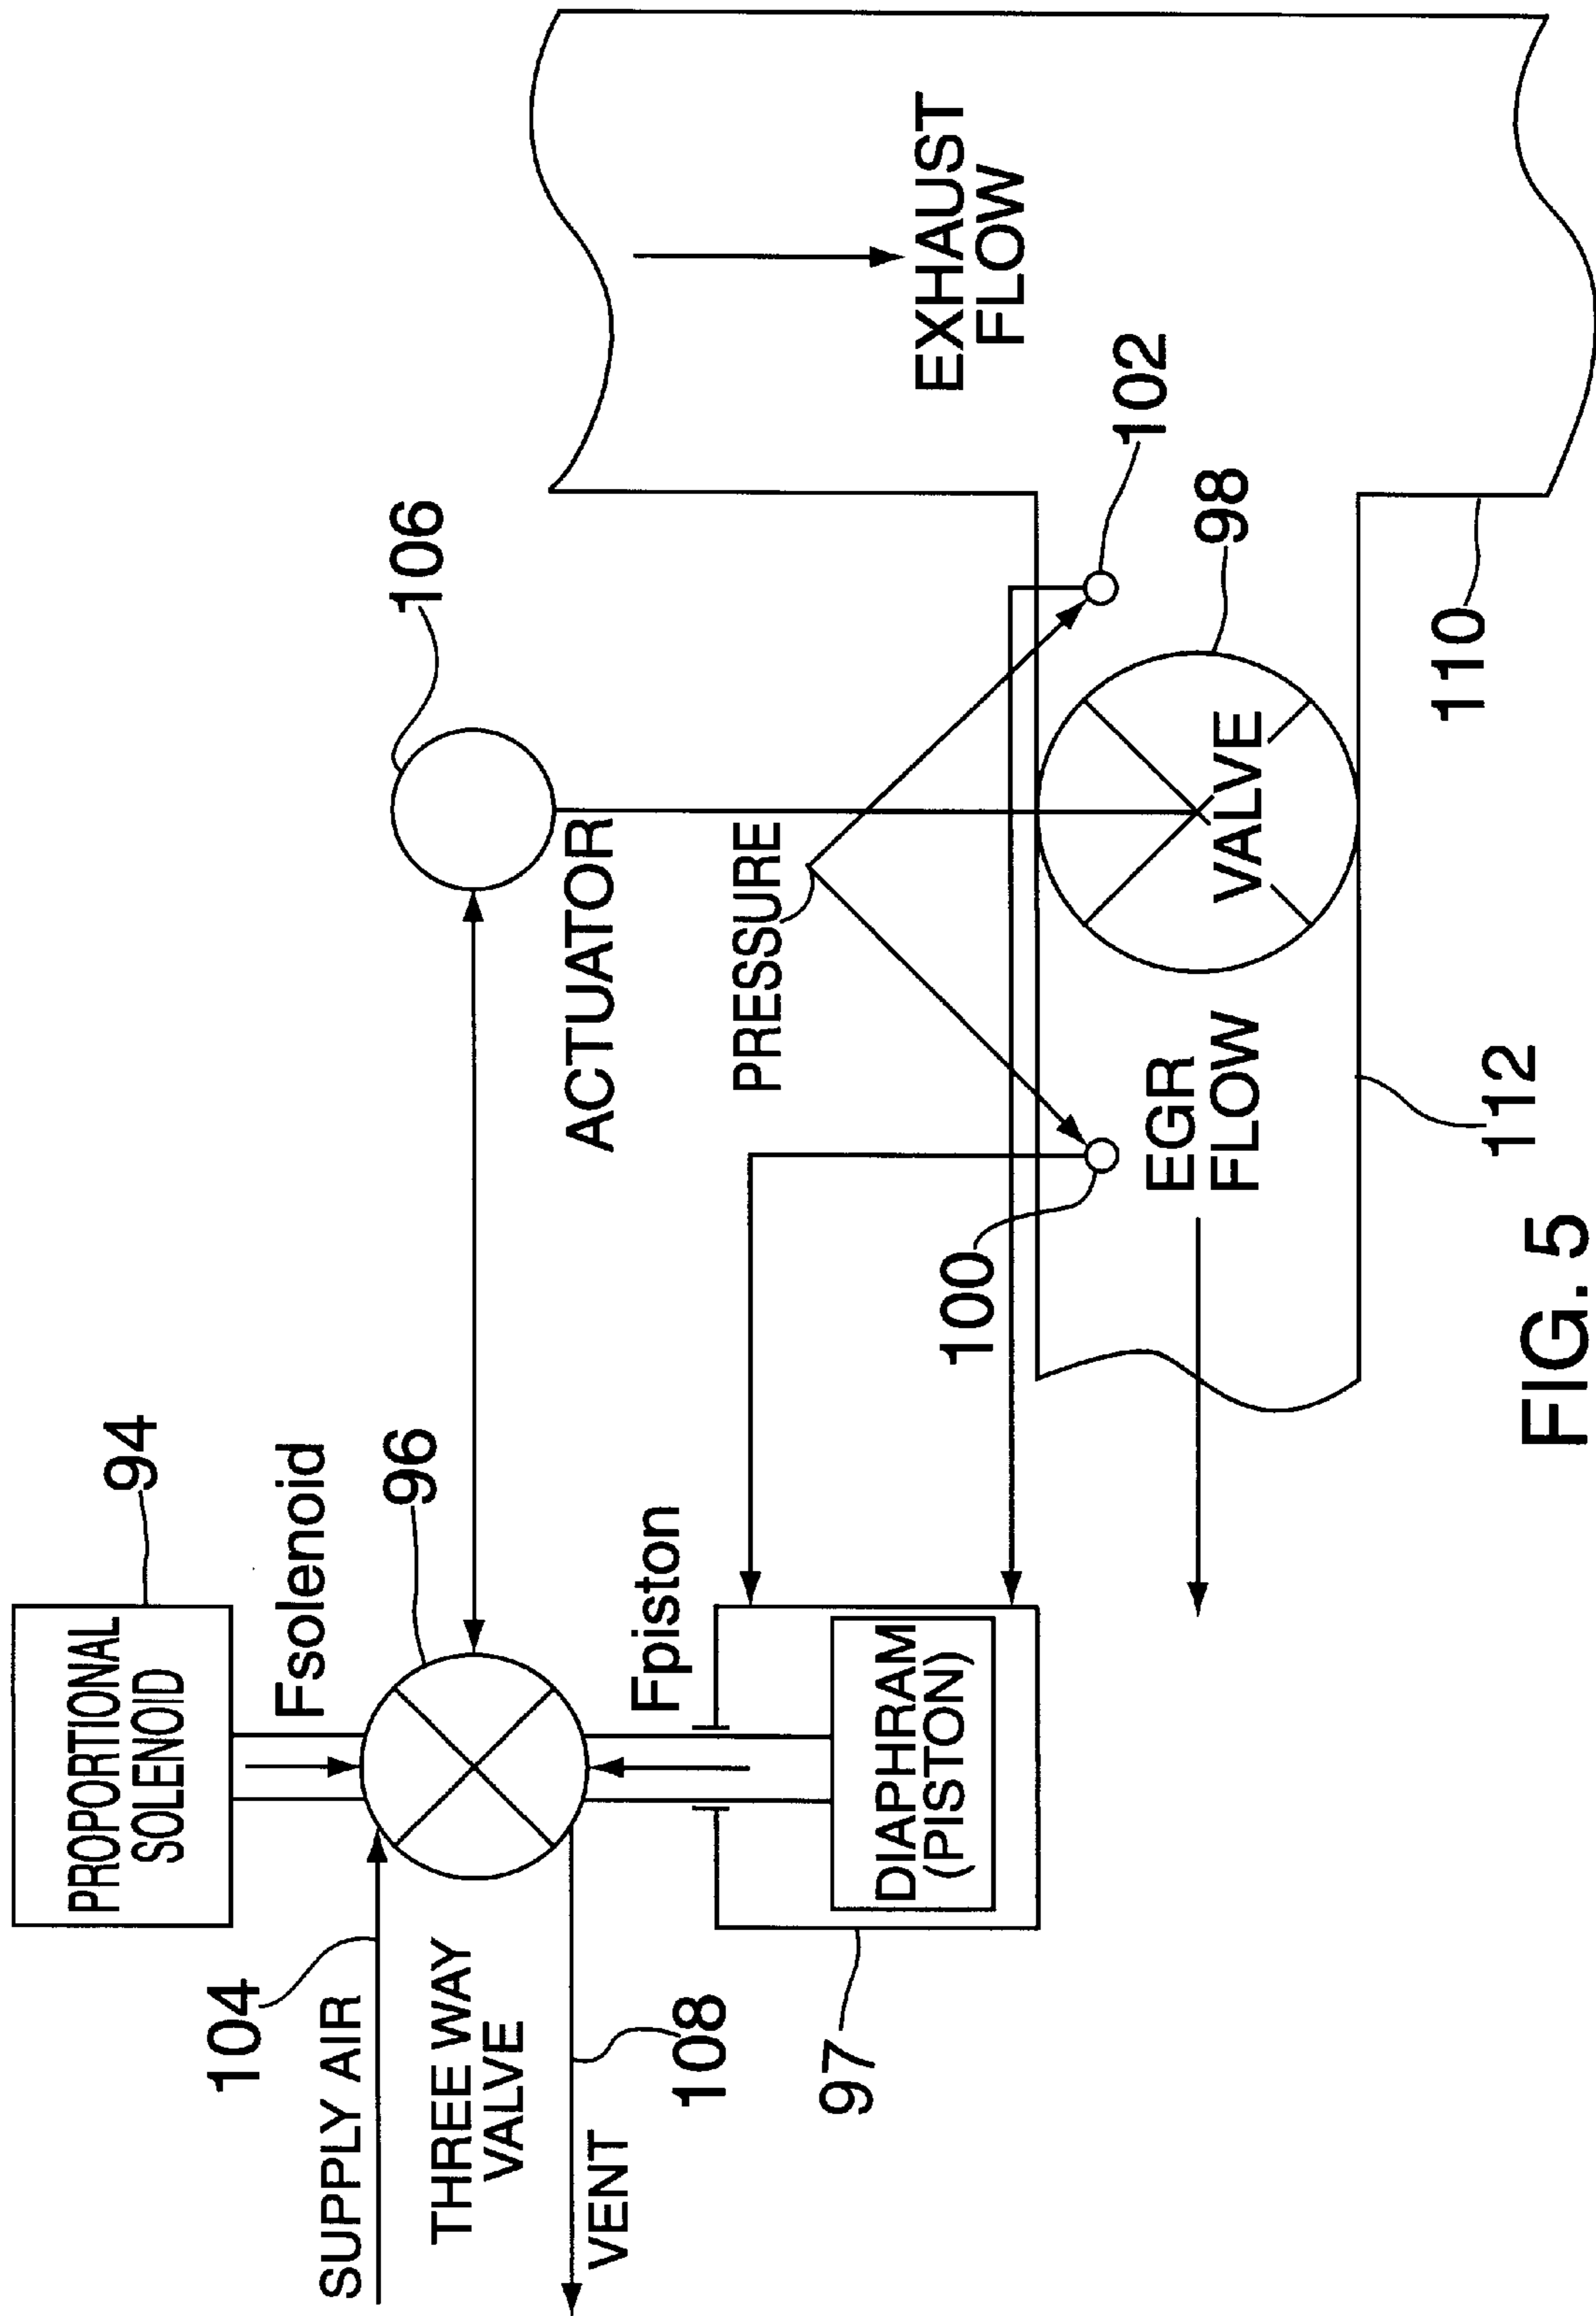 94
PROPORTIONAL
SOLENOID
Fsolenoid
104
SUPPLY AIR
96
106
THREE WAY
VALVE
ACTUATOR
VENT
108
Fpiston
PRESSURE
97
DIAPHRAM
(PISTON)
100
EXHAUST
FLOW
102
EGR
FLOW
VALVE
98
110
112
FIG. 5